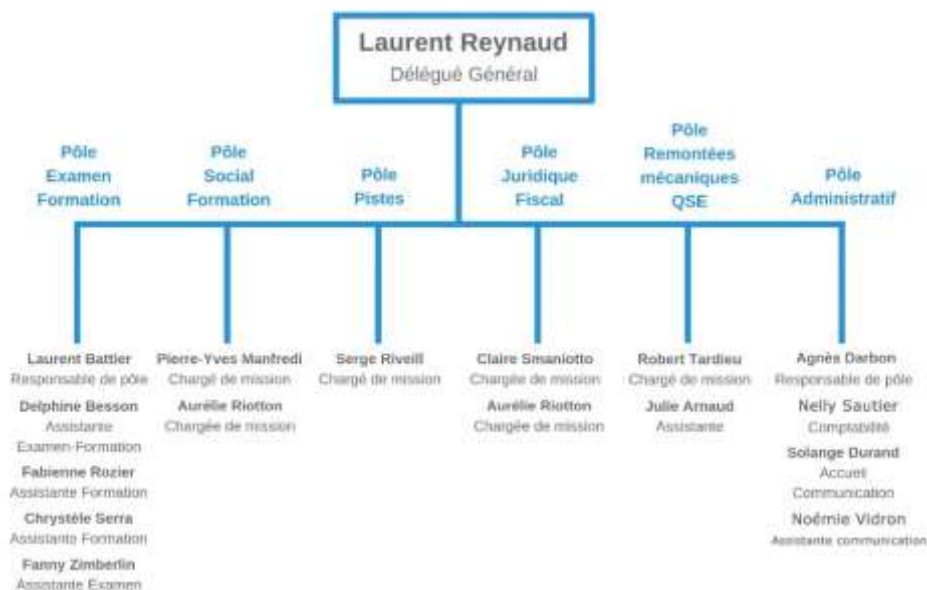 Laurent Reynaud
Délégué Général
Pôle
Examen
Formation
Pôle
Social
Formation
Pôle
Pistes
Pôle
Juridique
Fiscal
Pôle
Remontées
mécaniques
QSE
Pôle
Administratif
Laurent Battier
Responsable de pôle
Delphine Besson
Assistante
Examen-Formation
Fabienne Rozier
Assistante Formation
Chrystèle Serra
Assistante Formation
Fanny Zimberlin
Assistante Examen
Pierre-Yves Manfredi
Chargé de mission
Aurélie Riotton
Chargée de mission
Serge Riveill
Chargé de mission
Claire Smaniotto
Chargée de mission
Aurélie Riotton
Chargée de mission
Robert Tardieu
Chargé de mission
Julie Arnaud
Assistante
Agnès Darbon
Responsable de pôle
Nelly Sautier
Comptabilité
Solange Durand
Accueil
Communication
Noémie Vidron
Assistante communication